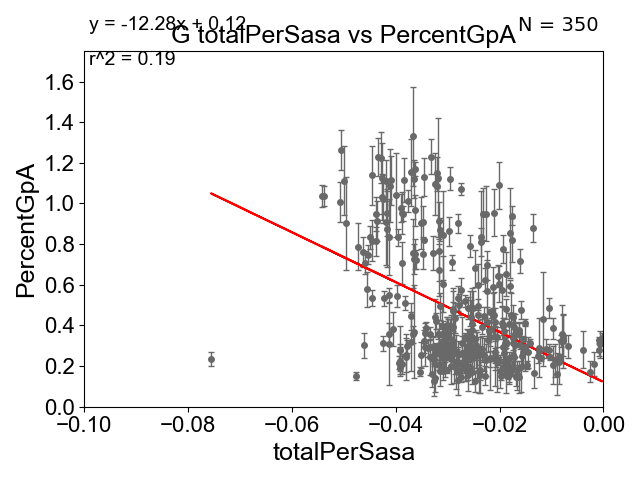 y = -12.28x + 0.12
N = 350
G totalPerSasa vs PercentGpA
r^2 = 0.19
PercentGpA
1.6
1.4
1.2
1.0
0.8
0.6
0.4
0.2
0.0
−0.10 −0.08 −0.06 −0.04 −0.02 0.00
totalPerSasa